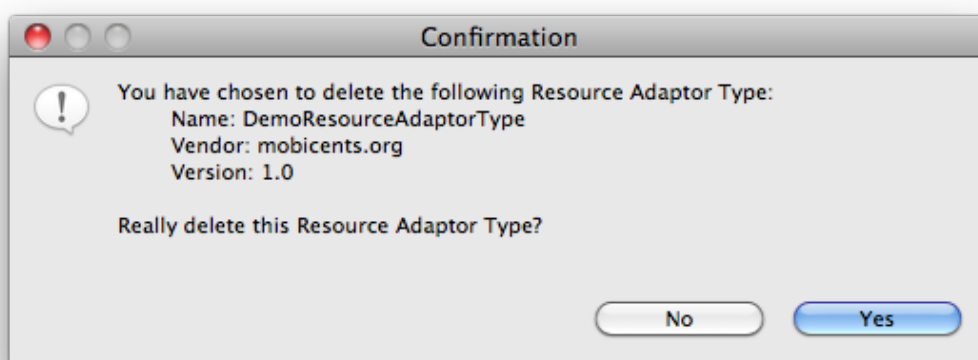 Confirmation
You have chosen to delete the following Resource Adaptor Type:
Name: DemoResourceAdaptorType
Vendor: mobicents.org
Version: 1.0
Really delete this Resource Adaptor Type?
No
Yes